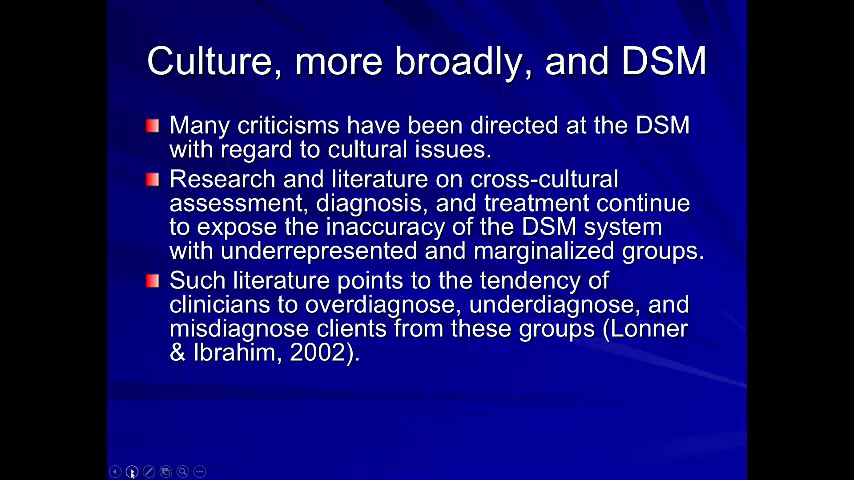 Culture, more broadly, and DSM
Many criticisms have been directed at the DSM
with regard to cultural issues.
Research and literature on cross-cultural
assessment, diagnosis, and treatment continue
to expose the inaccuracy of the DSM system
with underrepresented and marginalized groups.
Such literature points to the tendency of
clinicians to overdiagnose, underdiagnose, and
misdiagnose clients from these groups (Lonner
& Ibrahim, 2002).